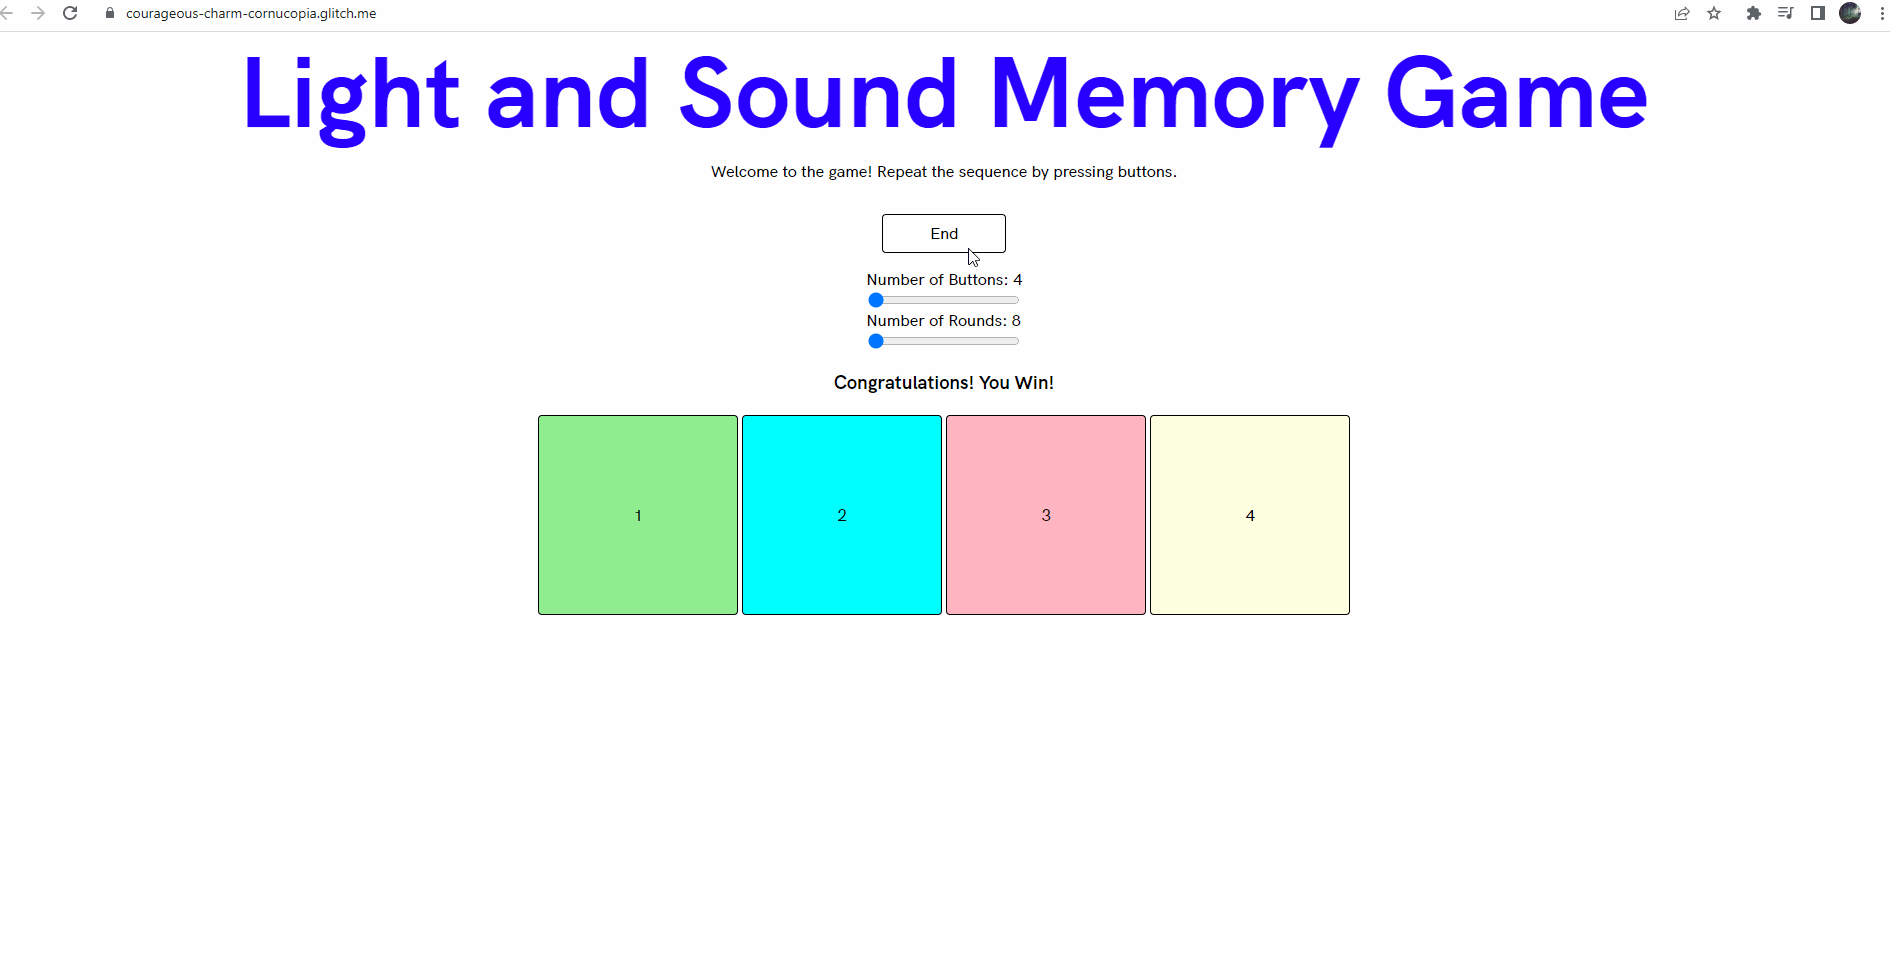 courageous-charm-cornucopia.glitch.me
Light and Sound Memory Game
Welcome to the game! Repeat the sequence by pressing buttons.
End
Number of Buttons: 4
Number of Rounds: 8
Congratulations! You Win!
1 2 3 4